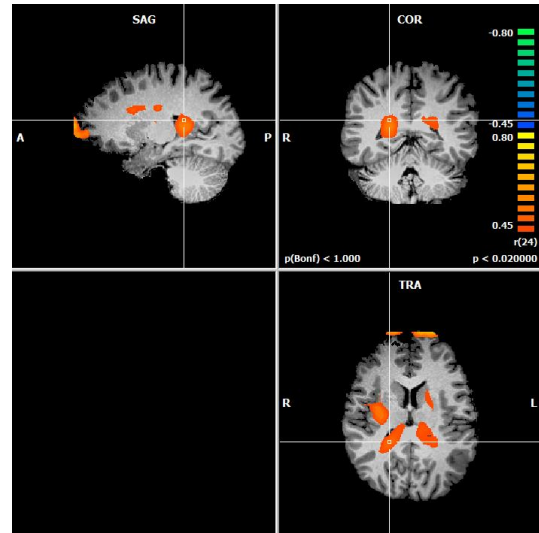 SAG
A
P
COR
R
-0.80
-0.45
0.80
0.45
r(24)
p(Bonf) < 1.000
p < 0.020000
TRA
R
L